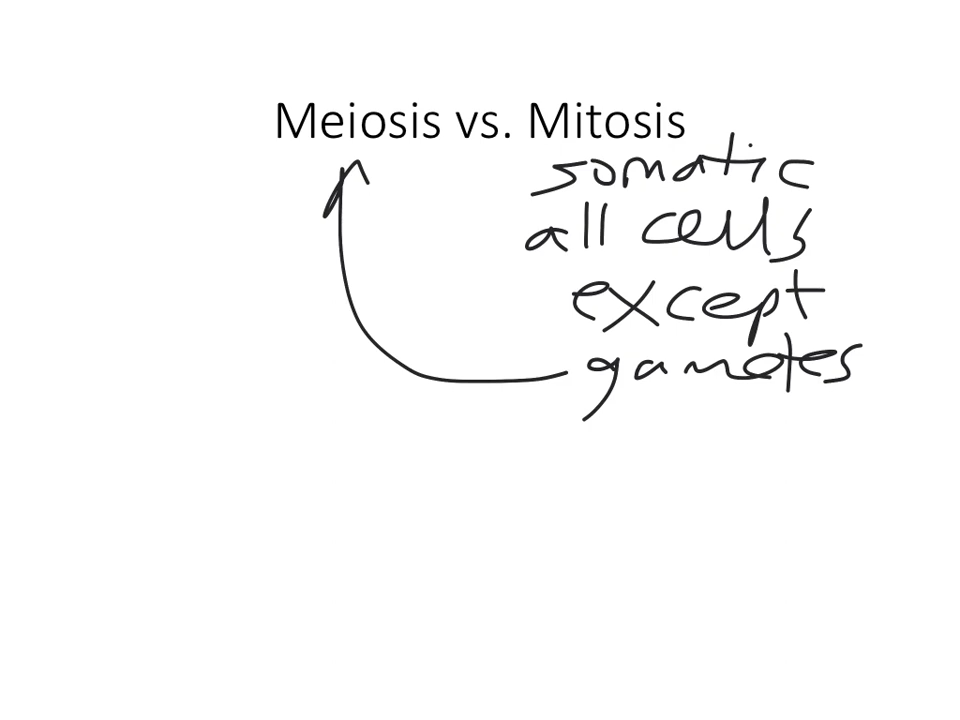 Meiosis vs. Mitosis
somatic
all cells
except
gametes